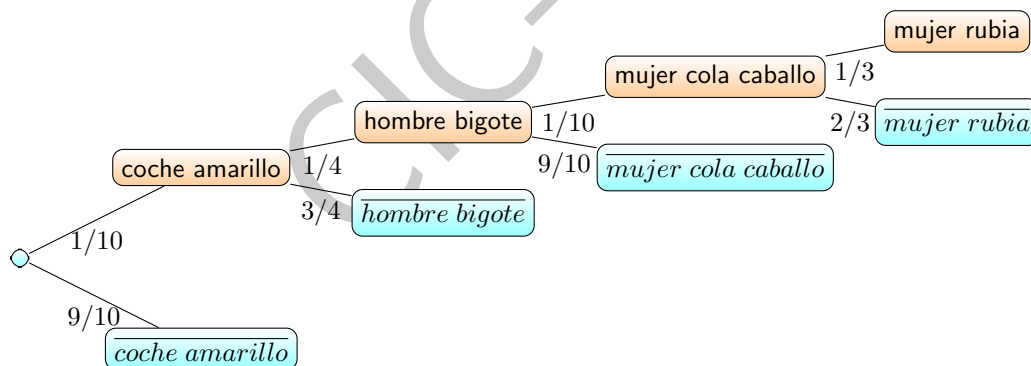 mujer rubia
mujer cola caballo
1/3
hombre bigote
1/10
2/3
mujer rubia
coche amarillo
1/4
9/10
mujer cola caballo
3/4
hombre bigote
1/10
9/10
coche amarillo
CIC-